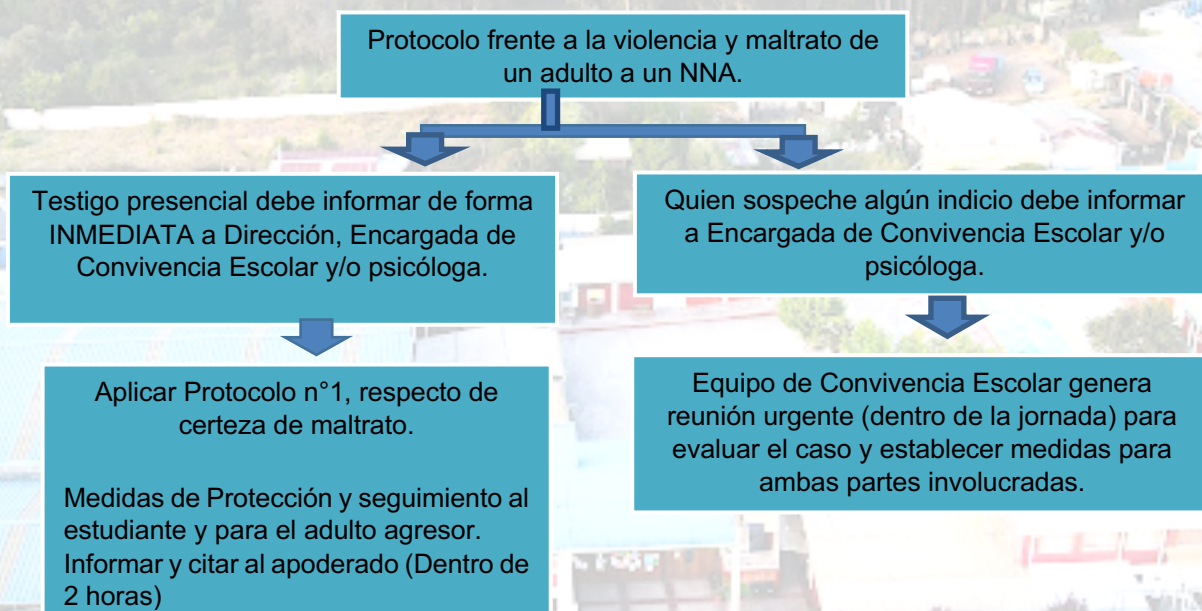 Protocolo frente a la violencia y maltrato de
un adulto a un NNA.
Testigo presencial debe informar de forma
INMEDIATA a Dirección, Encargada de
Convivencia Escolar y/o psicóloga.
Quien sospeche algún indicio debe informar
a Encargada de Convivencia Escolar y/o
psicóloga.
Aplicar Protocolo n°1, respecto de
certeza de maltrato.
Medidas de Protección y seguimiento al
estudiante y para el adulto agresor.
Informar y citar al apoderado (Dentro de
2 horas)
Equipo de Convivencia Escolar genera
reunión urgente (dentro de la jornada) para
evaluar el caso y establecer medidas para
ambas partes involucradas.